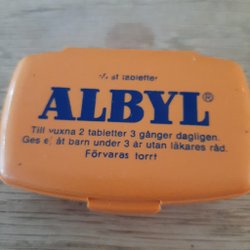 tabletter
ALBYL®
Till vuxna 2 tabletter 3 gånger dagligen.
Ges ej åt barn under 3 år utan läkares råd.
Förvaras torrt